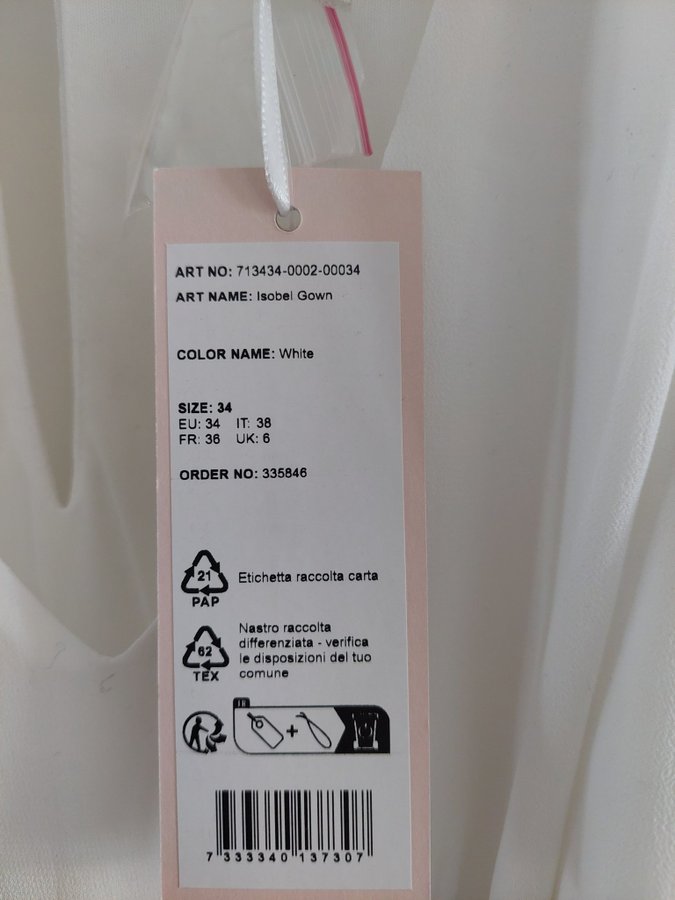 ART NO: 713434-0002-00034
ART NAME: Isobel Gown
COLOR NAME: White
SIZE: 34
EU: 34 IT: 38
FR: 36 UK: 6
ORDER NO: 335846
21
PAP
Etichetta raccolta carta
62
TEX
Nastro raccolta
differenziata - verifica
le disposizioni del tuo
comune
FR
+
7 333340 137307